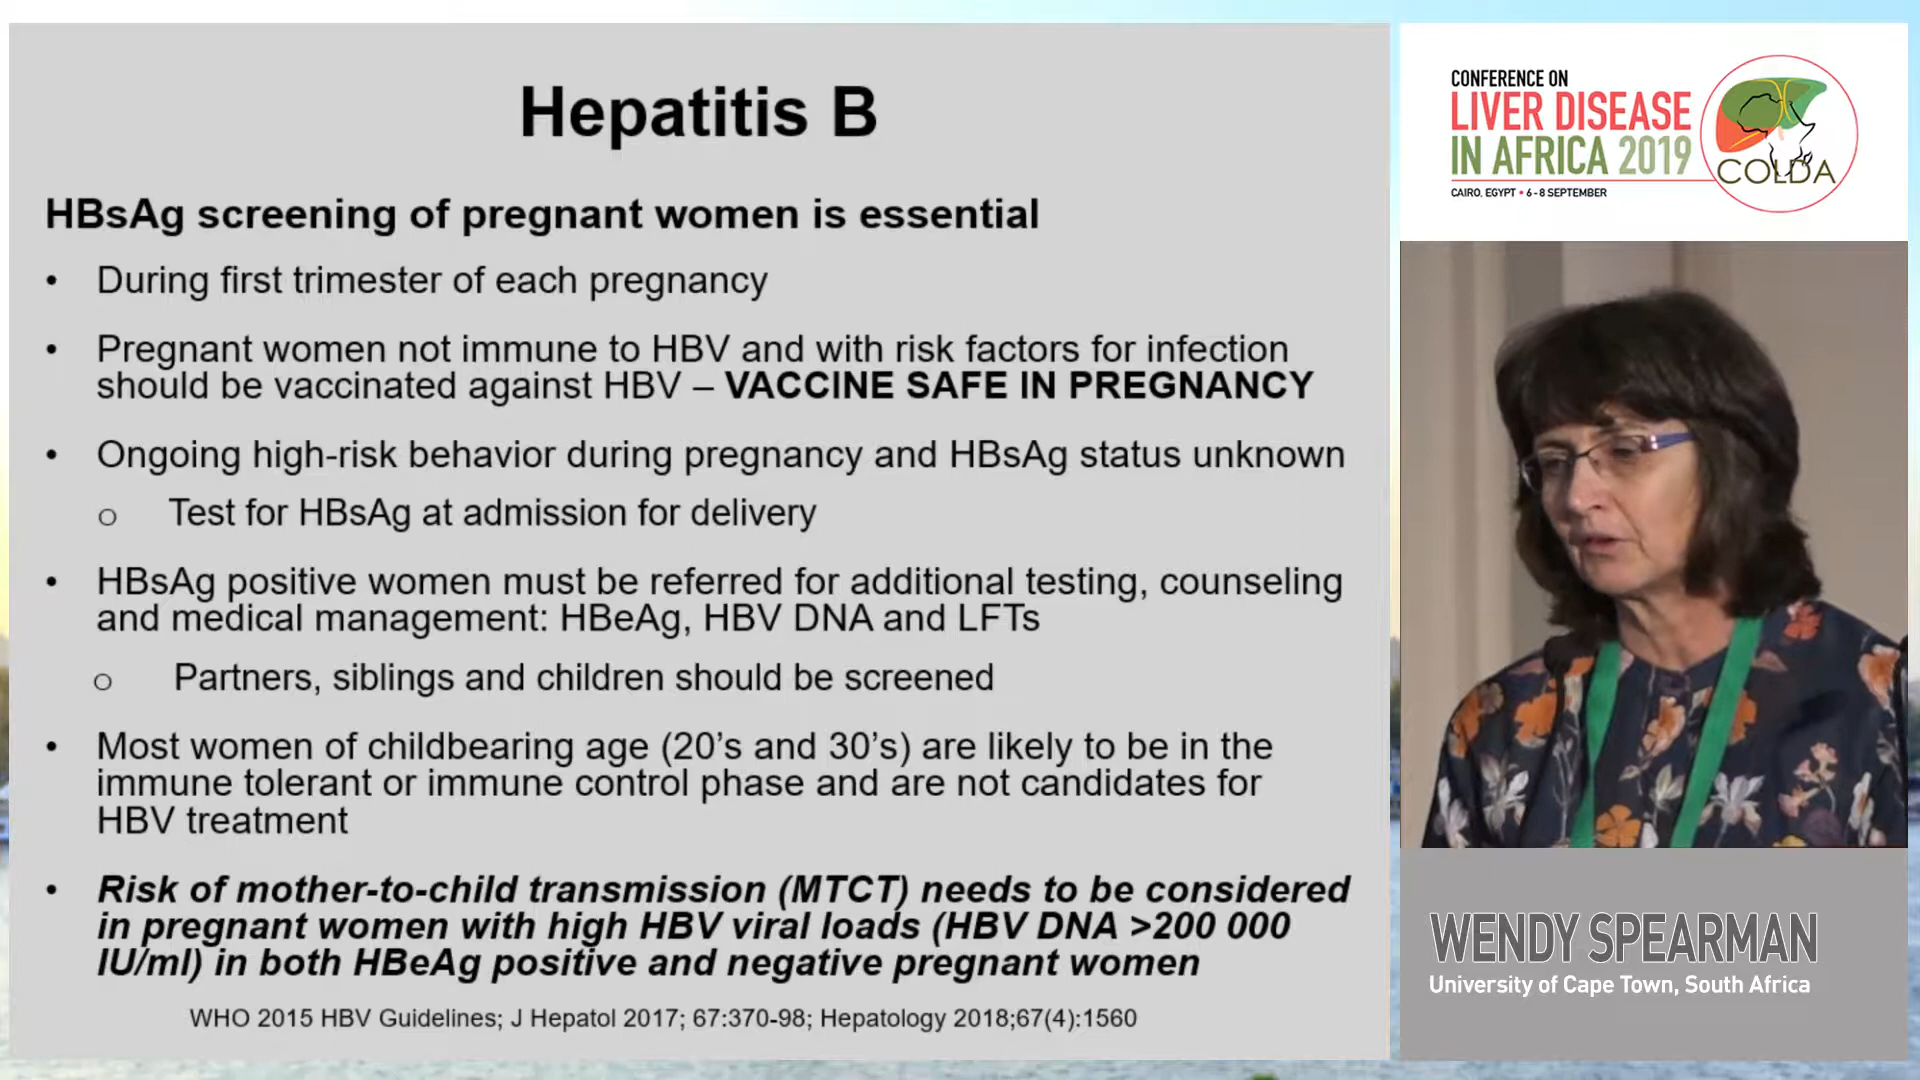 Hepatitis B
HBsAg screening of pregnant women is essential
• During first trimester of each pregnancy
• Pregnant women not immune to HBV and with risk factors for infection
should be vaccinated against HBV – VACCINE SAFE IN PREGNANCY
• Ongoing high-risk behavior during pregnancy and HBsAg status unknown
o Test for HBsAg at admission for delivery
• HBsAg positive women must be referred for additional testing, counseling
and medical management: HBeAg, HBV DNA and LFTs
o Partners, siblings and children should be screened
• Most women of childbearing age (20’s and 30’s) are likely to be in the
immune tolerant or immune control phase and are not candidates for
HBV treatment
• Risk of mother-to-child transmission (MTCT) needs to be considered
in pregnant women with high HBV viral loads (HBV DNA >200 000
IU/ml) in both HBeAg positive and negative pregnant women
WHO 2015 HBV Guidelines; J Hepatol 2017; 67:370-98; Hepatology 2018;67(4):1560
CONFERENCE ON
LIVER DISEASE
IN AFRICA 2019
CAIRO, EGYPT • 6 - 8 SEPTEMBER
COLDA
WENDY SPEARMAN
University of Cape Town, South Africa